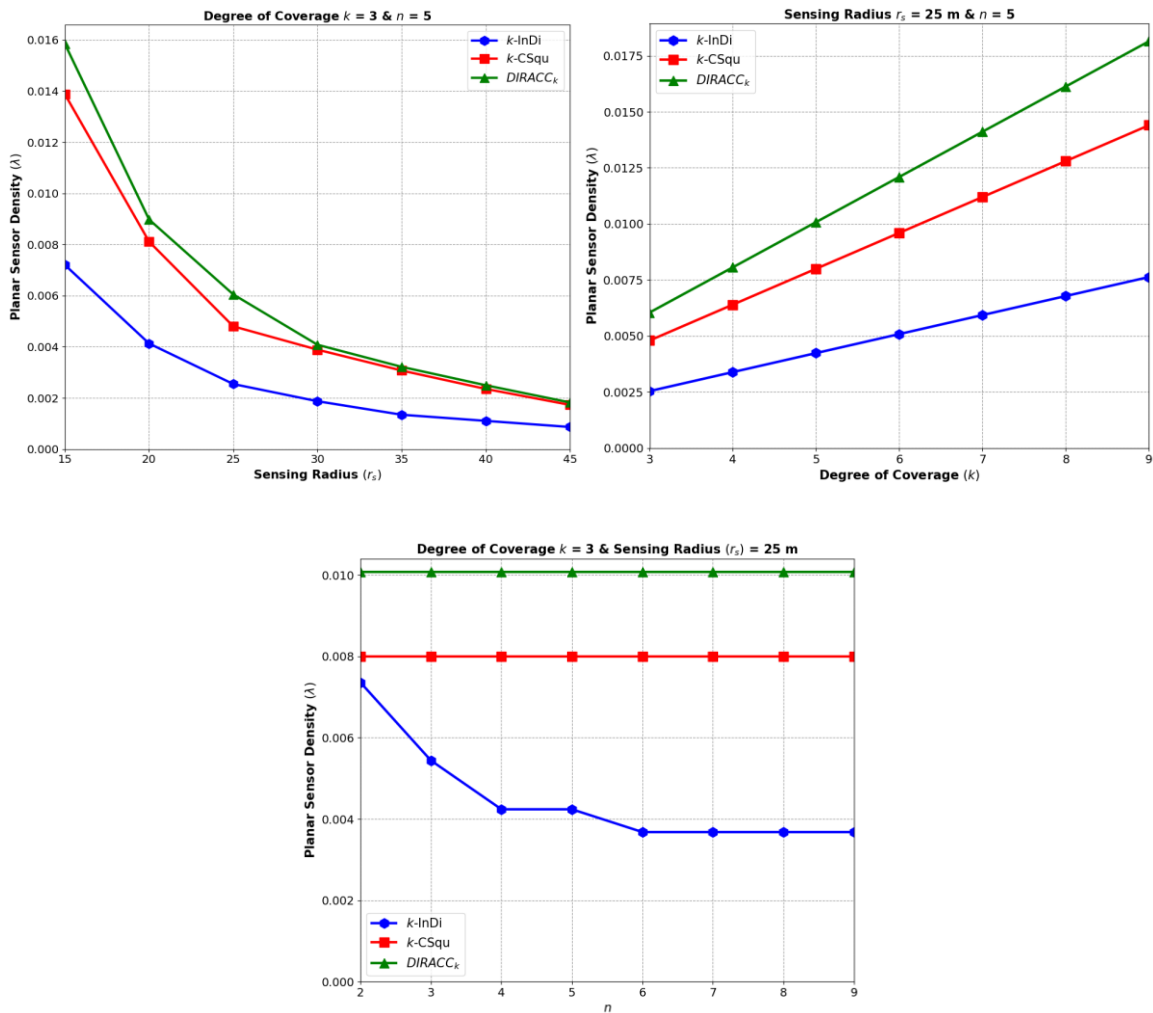 Degree of Coverage k = 3 & n = 5
Planar Sensor Density (λ)
0.016
0.014
0.012
0.010
0.008
0.006
0.004
0.002
0.000
k-InDi
k-CSqu
DIRACCₖ
15 20 25 30 35 40 45
Sensing Radius (rₛ)
Sensing Radius rₛ = 25 m & n = 5
Planar Sensor Density (λ)
0.0175
0.0150
0.0125
0.0100
0.0075
0.0050
0.0025
0.0000
k-InDi
k-CSqu
DIRACCₖ
3 4 5 6 7 8 9
Degree of Coverage (k)
Degree of Coverage k = 3 & Sensing Radius (rₛ) = 25 m
Planar Sensor Density (λ)
0.010
0.008
0.006
0.004
0.002
0.000
k-InDi
k-CSqu
DIRACCₖ
2 3 4 5 6 7 8 9
n